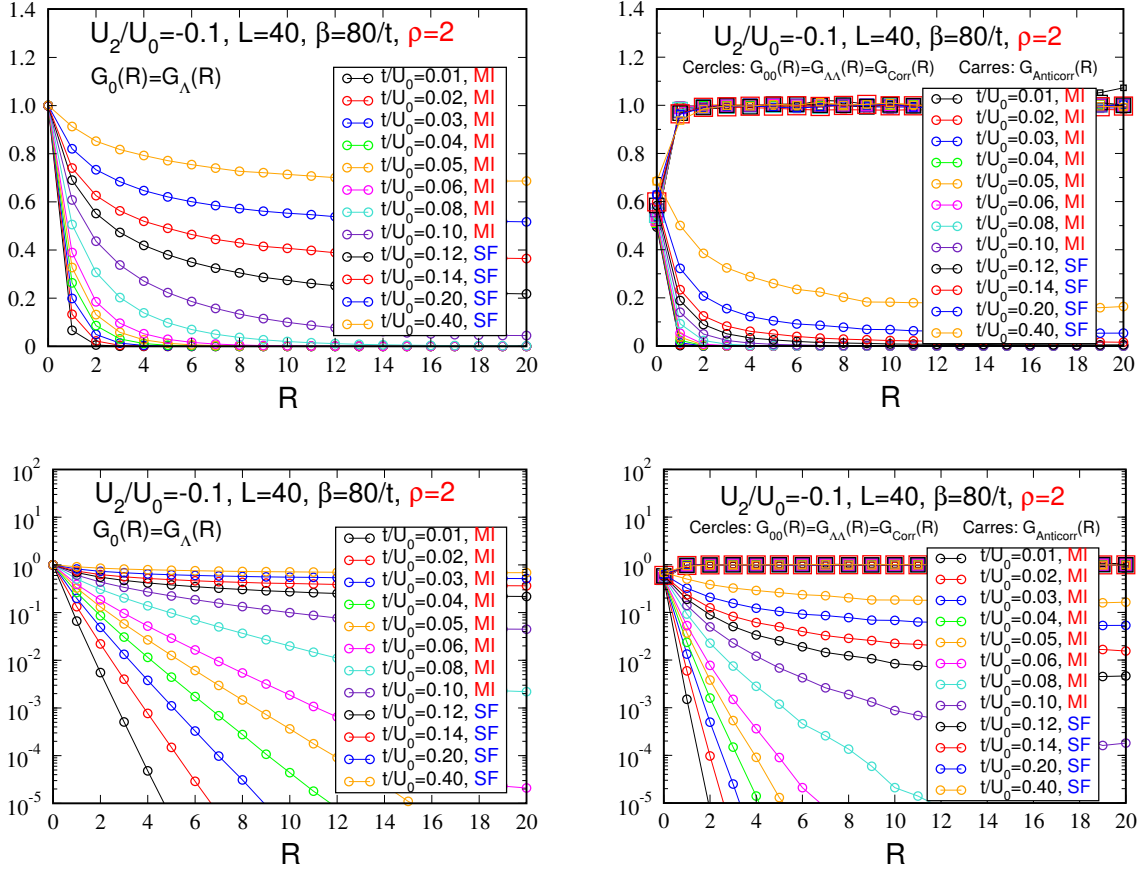 U2/U0=-0.1, L=40, β=80/t, ρ=2
G0(R)=GΛ(R)
t/U0=0.01, MI
t/U0=0.02, MI
t/U0=0.03, MI
t/U0=0.04, MI
t/U0=0.05, MI
t/U0=0.06, MI
t/U0=0.08, MI
t/U0=0.10, MI
t/U0=0.12, SF
t/U0=0.14, SF
t/U0=0.20, SF
t/U0=0.40, SF
1.4
1.2
1.0
0.8
0.6
0.4
0.2
0
0 2 4 6 8 10 12 14 16 18 20
R
U2/U0=-0.1, L=40, β=80/t, ρ=2
Cercles: G00(R)=GΛΛ(R)=GCorr(R) Carres: GAnticorr(R)
t/U0=0.01, MI
t/U0=0.02, MI
t/U0=0.03, MI
t/U0=0.04, MI
t/U0=0.05, MI
t/U0=0.06, MI
t/U0=0.08, MI
t/U0=0.10, MI
t/U0=0.12, SF
t/U0=0.14, SF
t/U0=0.20, SF
t/U0=0.40, SF
1.4
1.2
1.0
0.8
0.6
0.4
0.2
0
0 2 4 6 8 10 12 14 16 18 20
R
U2/U0=-0.1, L=40, β=80/t, ρ=2
G0(R)=GΛ(R)
t/U0=0.01, MI
t/U0=0.02, MI
t/U0=0.03, MI
t/U0=0.04, MI
t/U0=0.05, MI
t/U0=0.06, MI
t/U0=0.08, MI
t/U0=0.10, MI
t/U0=0.12, SF
t/U0=0.14, SF
t/U0=0.20, SF
t/U0=0.40, SF
10^2
10^1
10^0
10^-1
10^-2
10^-3
10^-4
10^-5
0 2 4 6 8 10 12 14 16 18 20
R
U2/U0=-0.1, L=40, β=80/t, ρ=2
Cercles: G00(R)=GΛΛ(R)=GCorr(R) Carres: GAnticorr(R)
t/U0=0.01, MI
t/U0=0.02, MI
t/U0=0.03, MI
t/U0=0.04, MI
t/U0=0.05, MI
t/U0=0.06, MI
t/U0=0.08, MI
t/U0=0.10, MI
t/U0=0.12, SF
t/U0=0.14, SF
t/U0=0.20, SF
t/U0=0.40, SF
10^2
10^1
10^0
10^-1
10^-2
10^-3
10^-4
10^-5
0 2 4 6 8 10 12 14 16 18 20
R